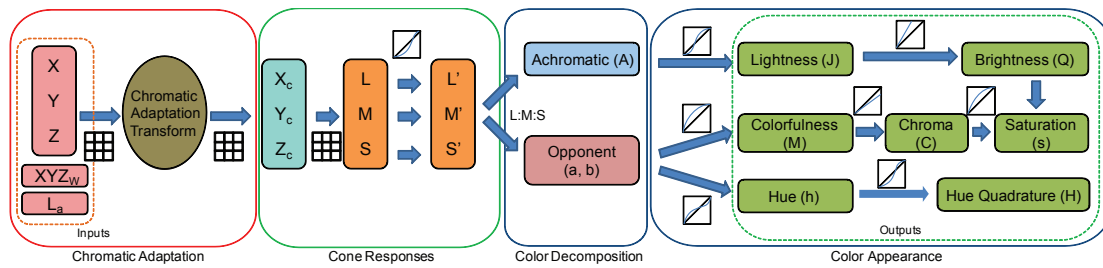 X
Y
Z
XYZ_W
L_a
Inputs
Chromatic
Adaptation
Transform
Chromatic Adaptation
X_c
Y_c
Z_c
L
M
S
L'
M'
S'
Cone Responses
Achromatic (A)
L:M:S
Opponent
(a, b)
Color Decomposition
Lightness (J)
Brightness (Q)
Colorfulness
(M)
Chroma
(C)
Saturation
(s)
Hue (h)
Hue Quadrature (H)
Outputs
Color Appearance